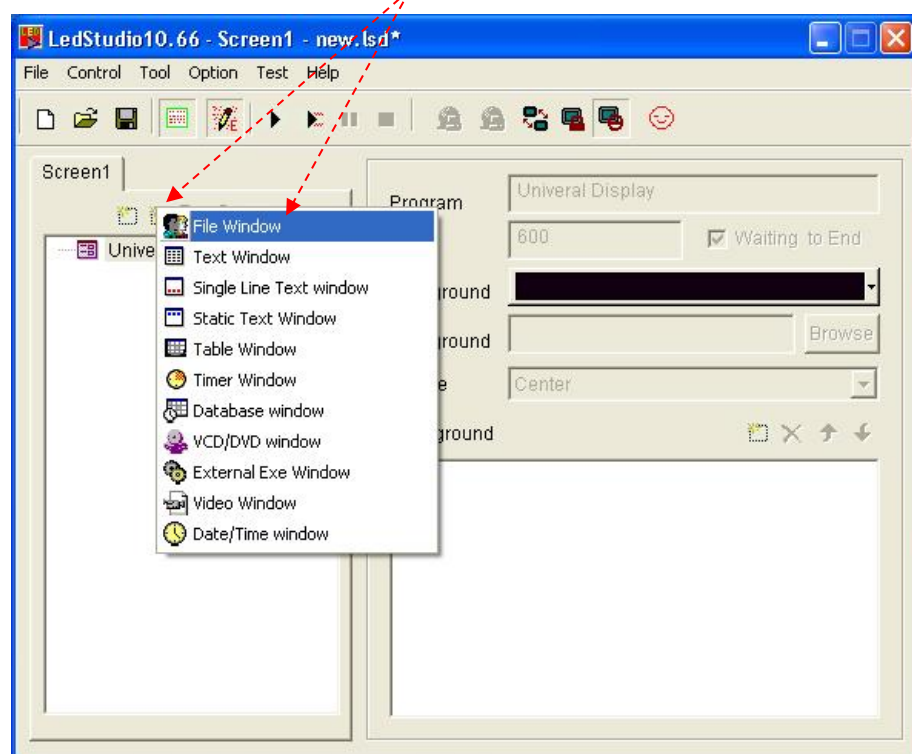 LedStudio10.66 - Screen1 - new.lsd*
File Control Tool Option Test Help
Screen1
Program
Univeral Display
600
Waiting to End
File Window
Text Window
Single Line Text window
Static Text Window
Table Window
Timer Window
Database window
VCD/DVD window
External Exe Window
Video Window
Date/Time window
Browse
Center